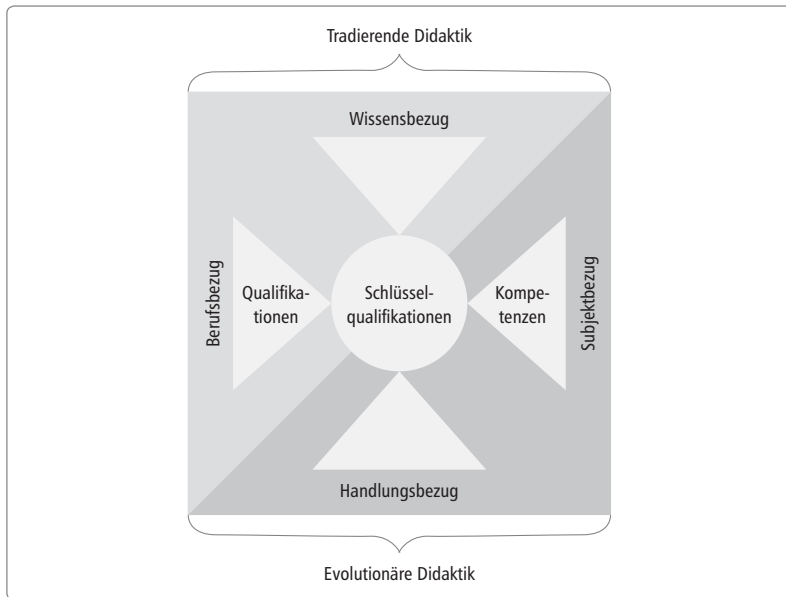 Tradierende Didaktik
Wissensbezug
Berufsbezug
Qualifika-
tionen
Schlüssel-
qualifikationen
Kompe-
tenzen
Subjektbezug
Handlungsbezug
Evolutionäre Didaktik